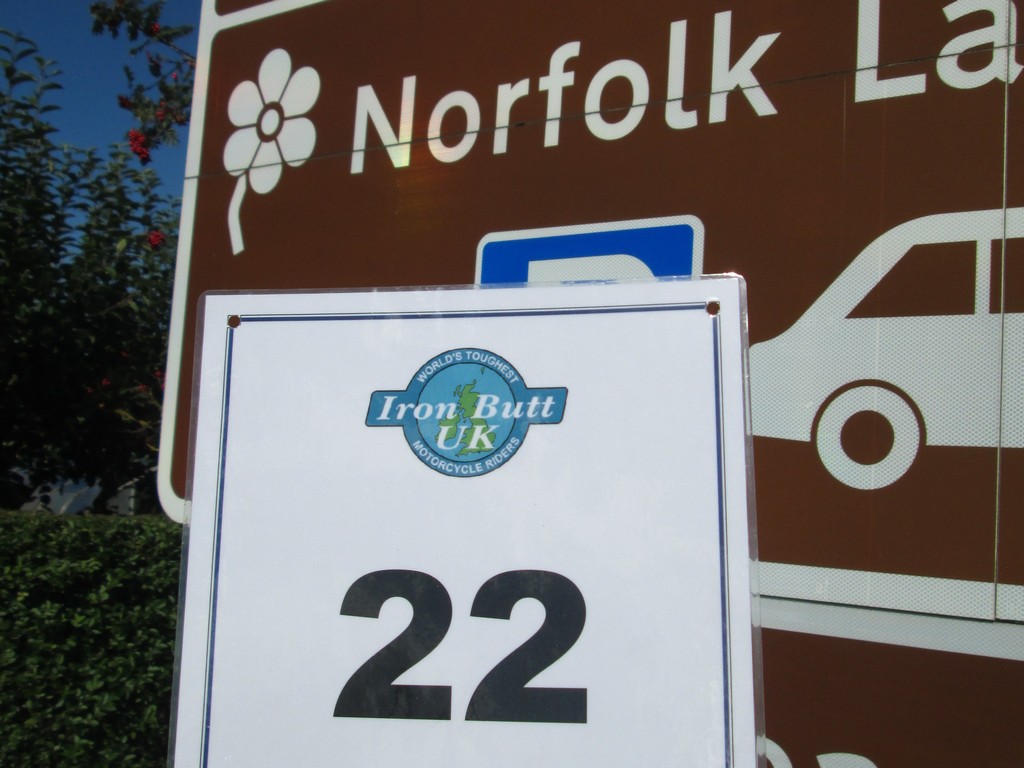 Norfolk La
P
WORLD'S TOUGHEST
Iron Butt
UK
MOTORCYCLE RIDERS
22